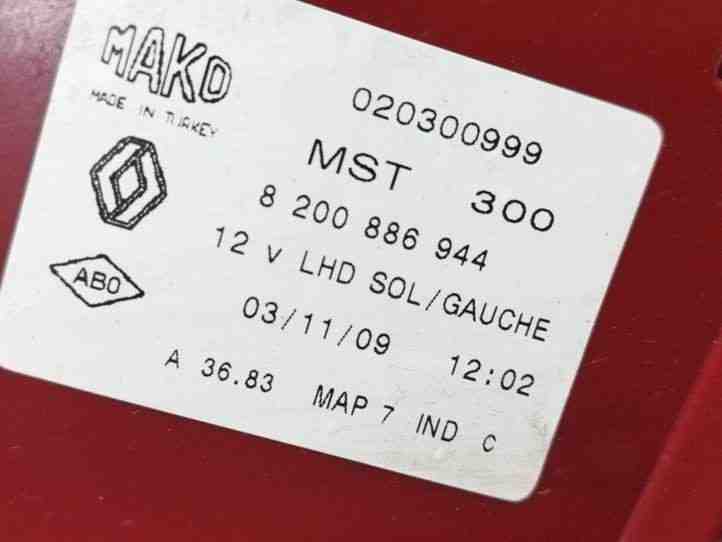 MAKO
MADE IN TURKEY
020300999
MST 300
8 200 886 944
12 v LHD SOL/GAUCHE
ABO
03/11/09 12:02
A 36.83 MAP 7 IND C